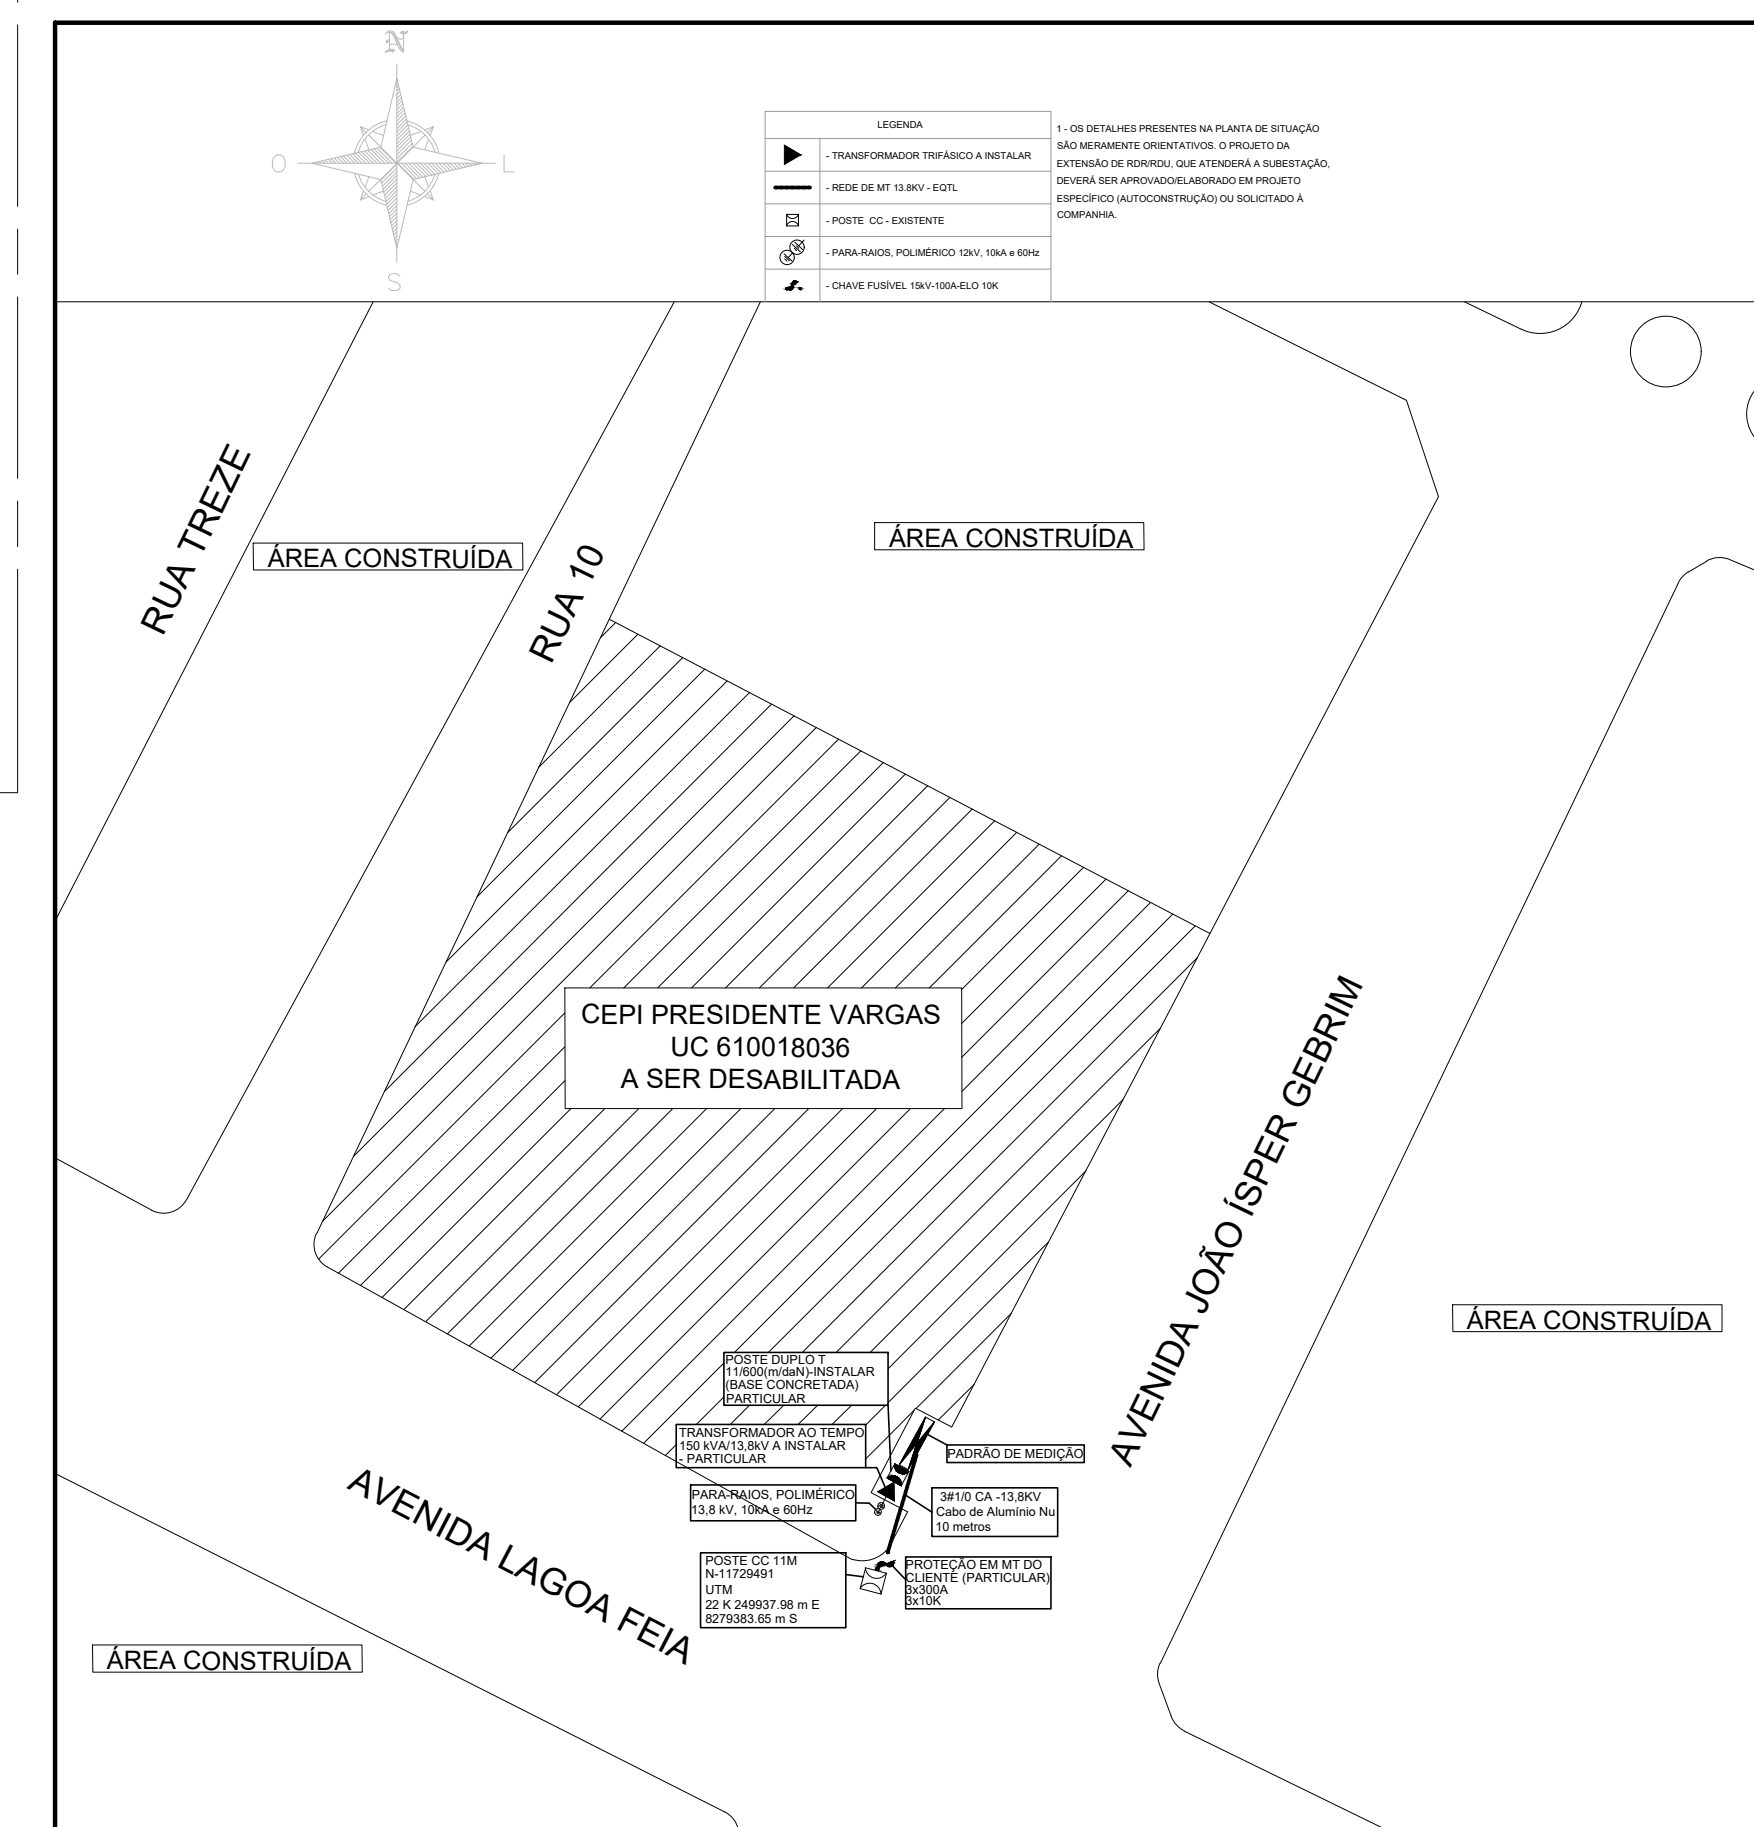 N
O
L
S
LEGENDA
- TRANSFORMADOR TRIFÁSICO A INSTALAR
- REDE DE MT 13.8KV - EQTL
- POSTE CC - EXISTENTE
- PARA-RAIOS, POLIMÉRICO 12kV, 10kA e 60Hz
- CHAVE FUSÍVEL 15kV-100A-ELO 10K
1 - OS DETALHES PRESENTES NA PLANTA DE SITUAÇÃO
SÃO MERAMENTE ORIENTATIVOS. O PROJETO DA
EXTENSÃO DE RDR/RDU, QUE ATENDERÁ A SUBESTAÇÃO,
DEVERÁ SER APROVADO/ELABORADO EM PROJETO
ESPECÍFICO (AUTOCONSTRUÇÃO) OU SOLICITADO À
COMPANHIA.
RUA TREZE
ÁREA CONSTRUÍDA
RUA 10
ÁREA CONSTRUÍDA
CEPI PRESIDENTE VARGAS
UC 610018036
A SER DESABILITADA
AVENIDA JOÃO ÍSPER GEBRIM
ÁREA CONSTRUÍDA
POSTE DUPLO T
11/600(m/daN)-INSTALAR
(BASE CONCRETADA)
PARTICULAR
TRANSFORMADOR AO TEMPO
150 kVA/13,8kV A INSTALAR
- PARTICULAR
PADRÃO DE MEDIÇÃO
PARA-RAIOS, POLIMÉRICO
13,8 kV, 10kA e 60Hz
3#1/0 CA -13,8KV
Cabo de Alumínio Nu
10 metros
POSTE CC 11M
N-11729491
UTM
22 K 249937.98 m E
8279383.65 m S
PROTEÇÃO EM MT DO
CLIENTE (PARTICULAR)
3x300A
3x10K
AVENIDA LAGOA FEIA
ÁREA CONSTRUÍDA